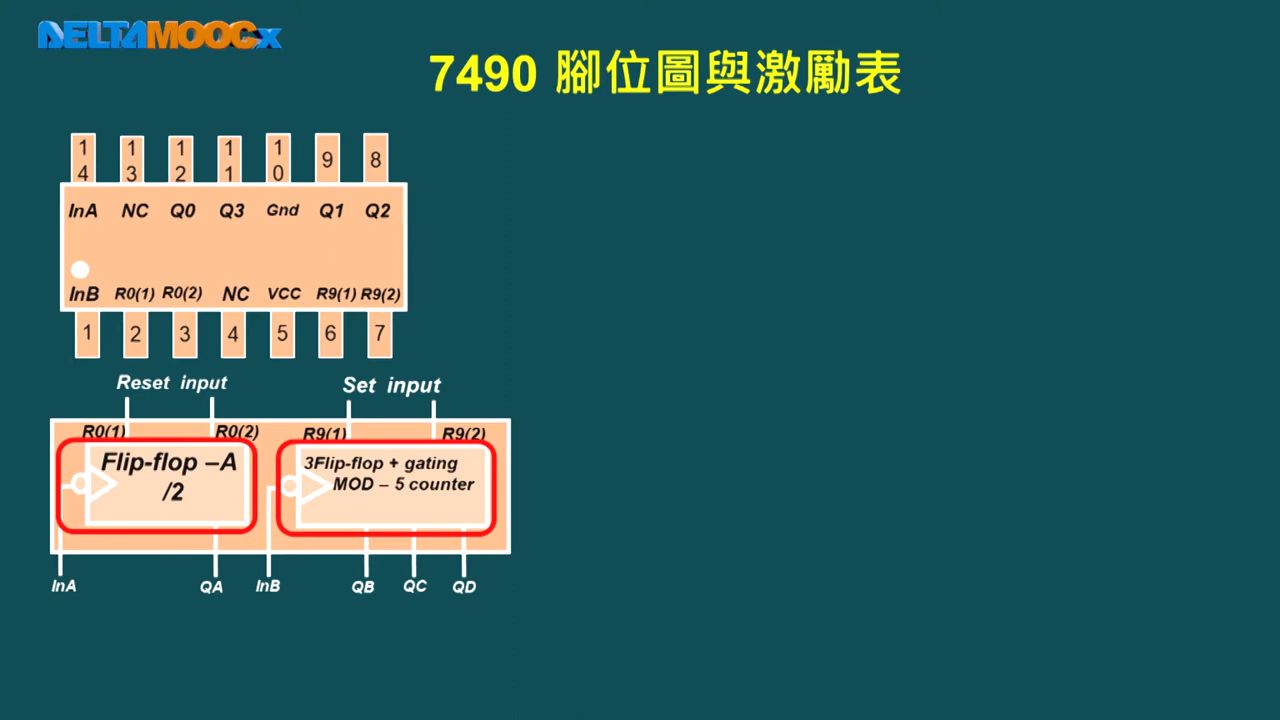 DELTAMOOCx
7490 腳位圖與激勵表
14 13 12 11 10 9 8
InA NC Q0 Q3 Gnd Q1 Q2
InB R0(1) R0(2) NC VCC R9(1) R9(2)
1 2 3 4 5 6 7
Reset input Set input
R0(1) R0(2) R9(1) R9(2)
Flip-flop –A
/2
3Flip-flop + gating
MOD – 5 counter
InA QA InB QB QC QD